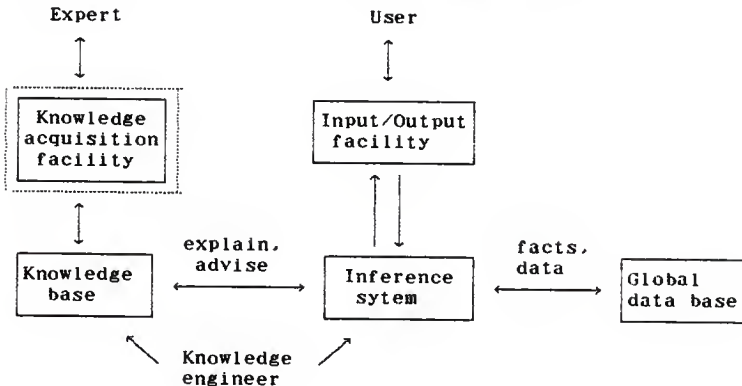 Expert
User
Knowledge
acquisition
facility
Input/Output
facility
explain,
advise
facts,
data
Knowledge
base
Inference
sytem
Global
data base
Knowledge
engineer